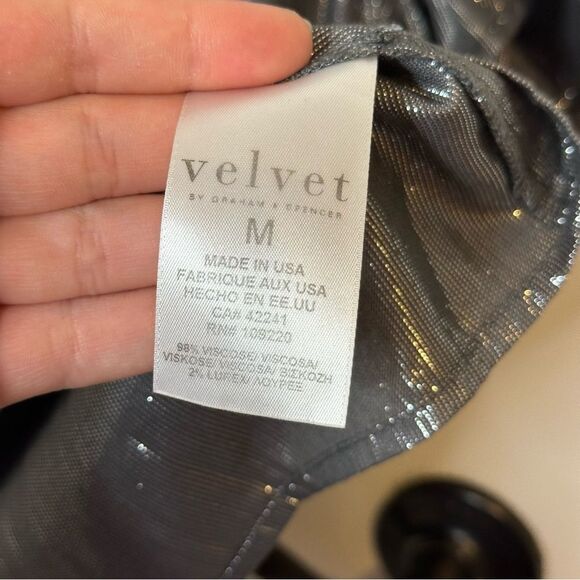 velvet
BY GRAHAM & SPENCER
M
MADE IN USA
FABRIQUE AUX USA
HECHO EN EE.UU
CA# 42241
RN# 109220
98% VISCOSE/ VISCOSA/
VISKOSE/ VISCOSA/ ВІЕКОZН
2% LUREX/ ΛΟΥΡΕΞ